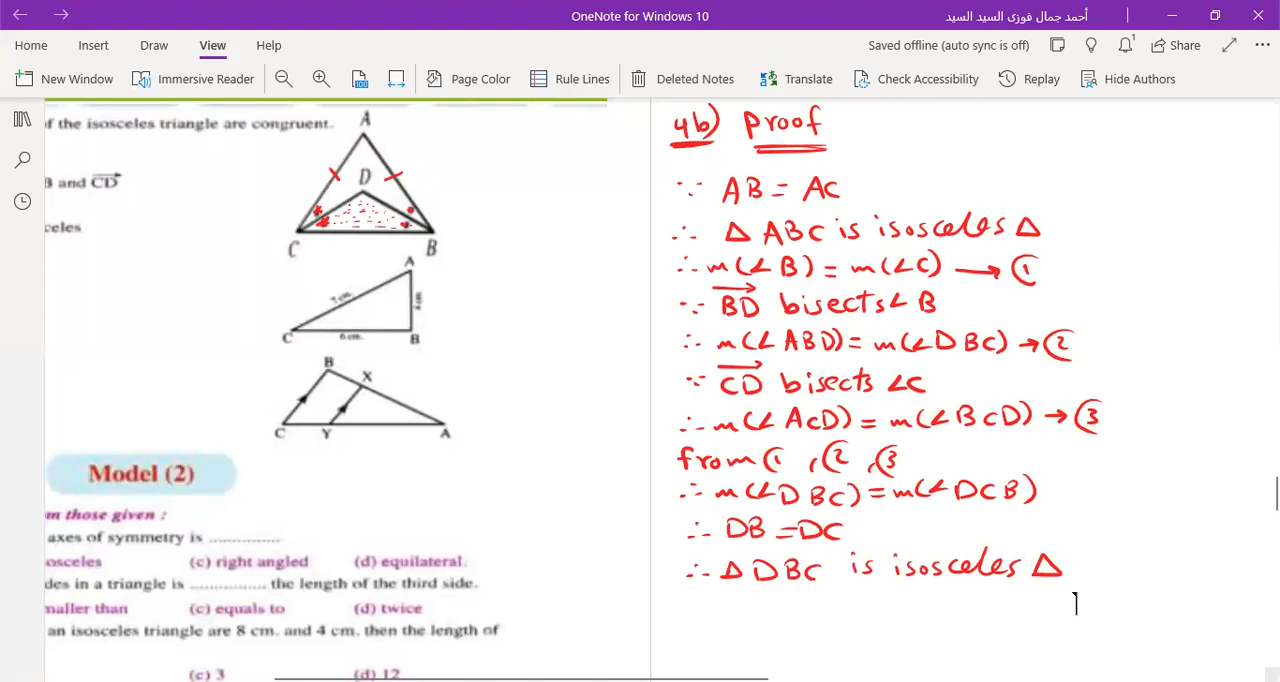 OneNote for Windows 10
أحمد جمال فوزى السيد السيد
Home Insert Draw View Help
Saved offline (auto sync is off) Share
New Window Immersive Reader Page Color Rule Lines Deleted Notes Translate Check Accessibility Replay Hide Authors
f the isosceles triangle are congruent.
A
B and CD
D
celes
C B
A
7 cm. 4 cm.
C 6 cm. B
B X
C Y A
Model (2)
m those given :
axes of symmetry is ..............
osceles (c) right angled (d) equilateral.
des in a triangle is .............. the length of the third side.
maller than (c) equals to (d) twice
an isosceles triangle are 8 cm. and 4 cm. then the length of
(c) 3 (d) 12
4b) Proof
∵ AB = AC
∴ Δ ABC is isosceles Δ
∴ m(∠B) = m(∠C) → ①
∵ BD bisects ∠B
∴ m(∠ABD) = m(∠DBC) → ②
∵ CD bisects ∠C
∴ m(∠ACD) = m(∠BCD) → ③
from ① , ② , ③
∴ m(∠DBC) = m(∠DCB)
∴ DB = DC
∴ Δ DBC is isosceles Δ